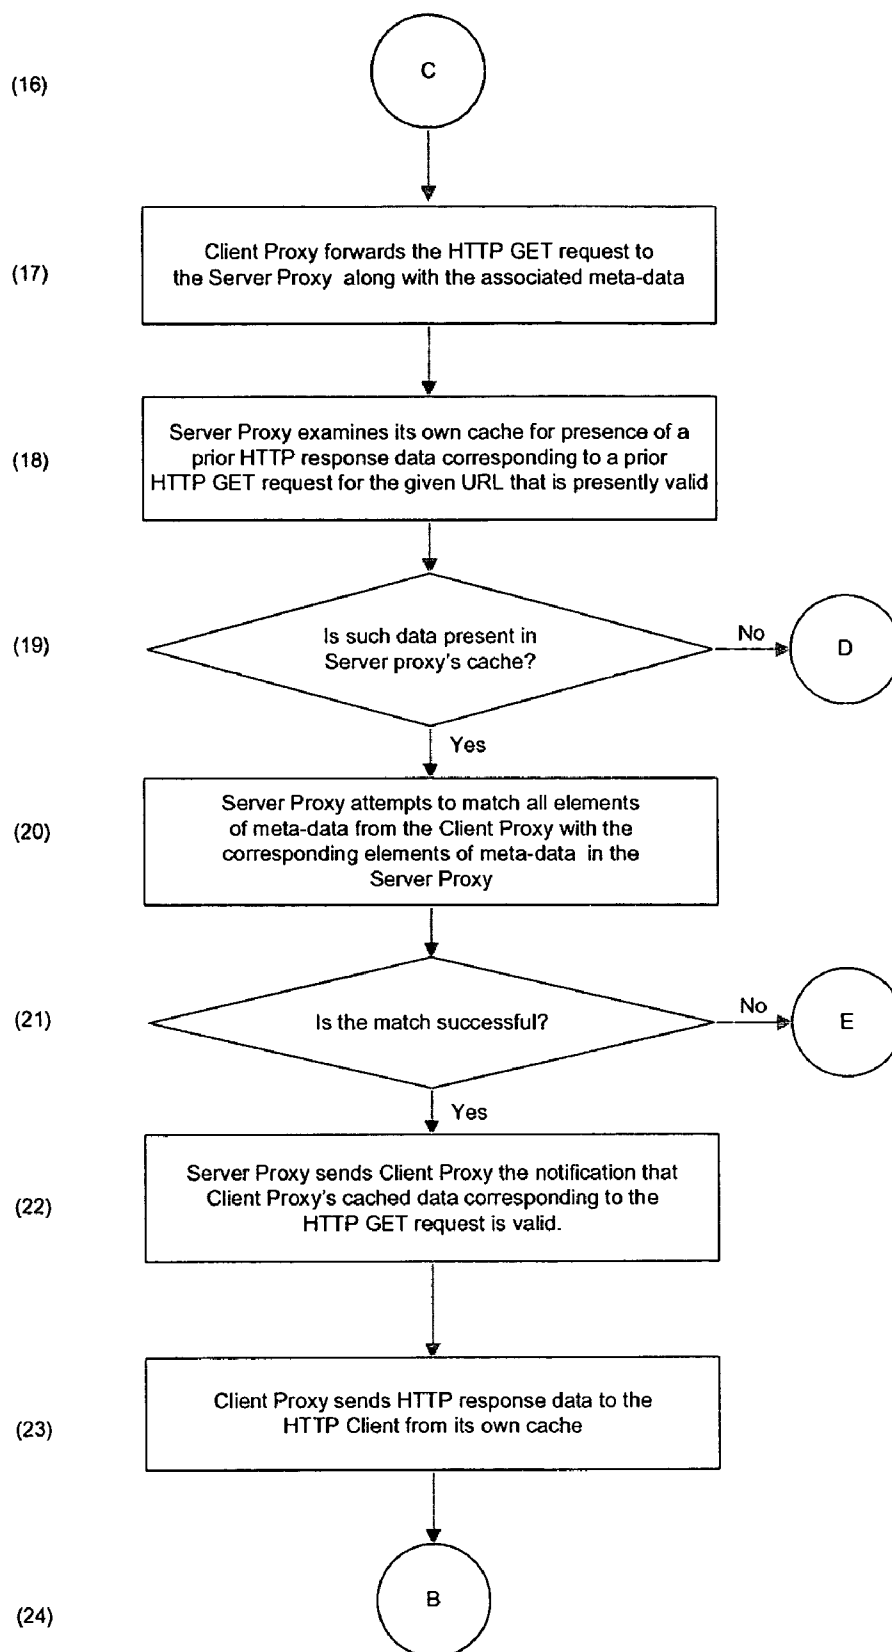 (16)
C
(17)
Client Proxy forwards the HTTP GET request to
the Server Proxy along with the associated meta-data
(18)
Server Proxy examines its own cache for presence of a
prior HTTP response data corresponding to a prior
HTTP GET request for the given URL that is presently valid
(19)
Is such data present in
Server proxy's cache?
No
D
Yes
(20)
Server Proxy attempts to match all elements
of meta-data from the Client Proxy with the
corresponding elements of meta-data in the
Server Proxy
(21)
Is the match successful?
No
E
Yes
(22)
Server Proxy sends Client Proxy the notification that
Client Proxy's cached data corresponding to the
HTTP GET request is valid.
(23)
Client Proxy sends HTTP response data to the
HTTP Client from its own cache
(24)
B